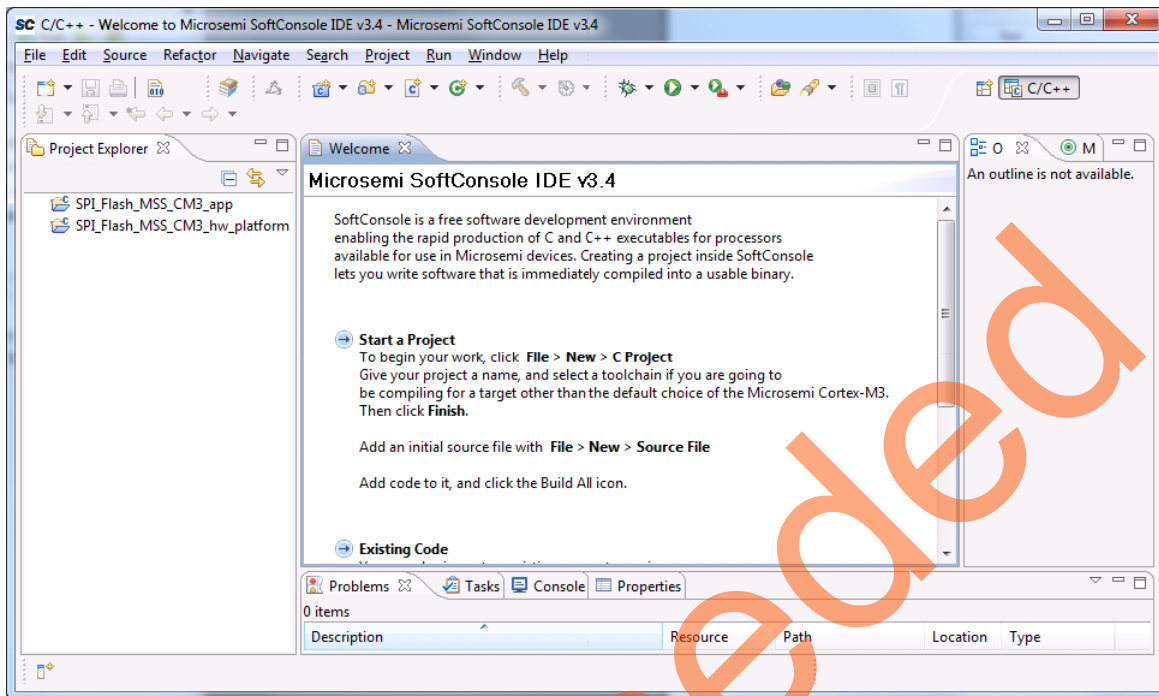 SC C/C++ - Welcome to Microsemi SoftConsole IDE v3.4 - Microsemi SoftConsole IDE v3.4
File Edit Source Refactor Navigate Search Project Run Window Help
C/C++
Project Explorer
Welcome
O
M
SPI_Flash_MSS_CM3_app
SPI_Flash_MSS_CM3_hw_platform
Microsemi SoftConsole IDE v3.4
SoftConsole is a free software development environment
enabling the rapid production of C and C++ executables for processors
available for use in Microsemi devices. Creating a project inside SoftConsole
lets you write software that is immediately compiled into a usable binary.
Start a Project
To begin your work, click File > New > C Project
Give your project a name, and select a toolchain if you are going to
be compiling for a target other than the default choice of the Microsemi Cortex-M3.
Then click Finish.
Add an initial source file with File > New > Source File
Add code to it, and click the Build All icon.
Existing Code
An outline is not available.
Problems Tasks Console Properties
0 items
Description Resource Path Location Type
ded